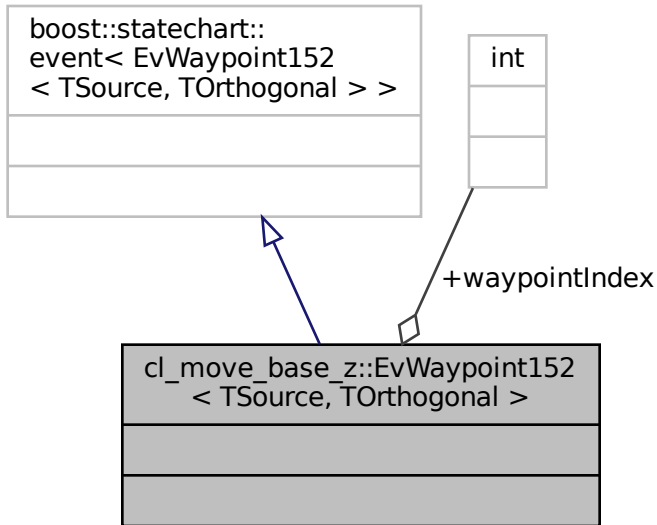 boost::statechart::
event< EvWaypoint152
< TSource, TOrthogonal > >
int
+waypointIndex
cl_move_base_z::EvWaypoint152
< TSource, TOrthogonal >